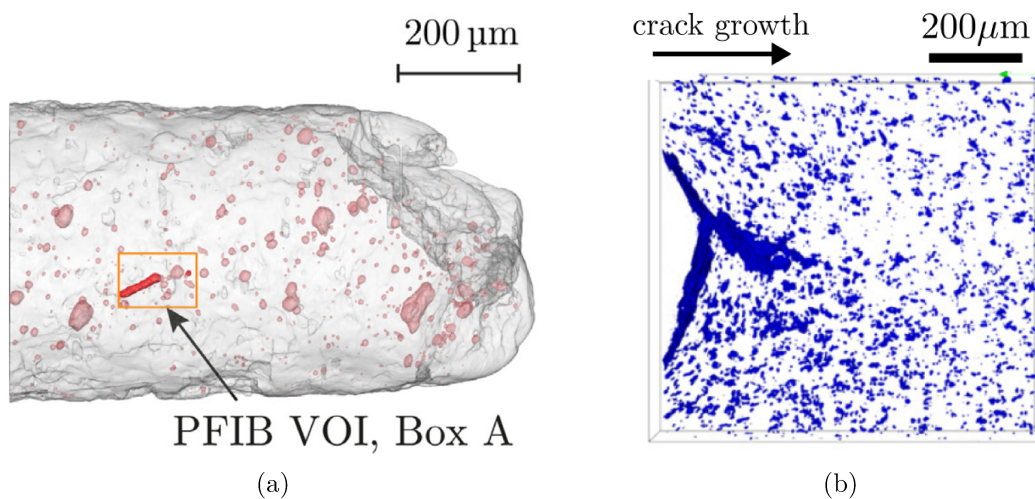 200 µm
PFIB VOI, Box A
(a)
crack growth
200µm
(b)